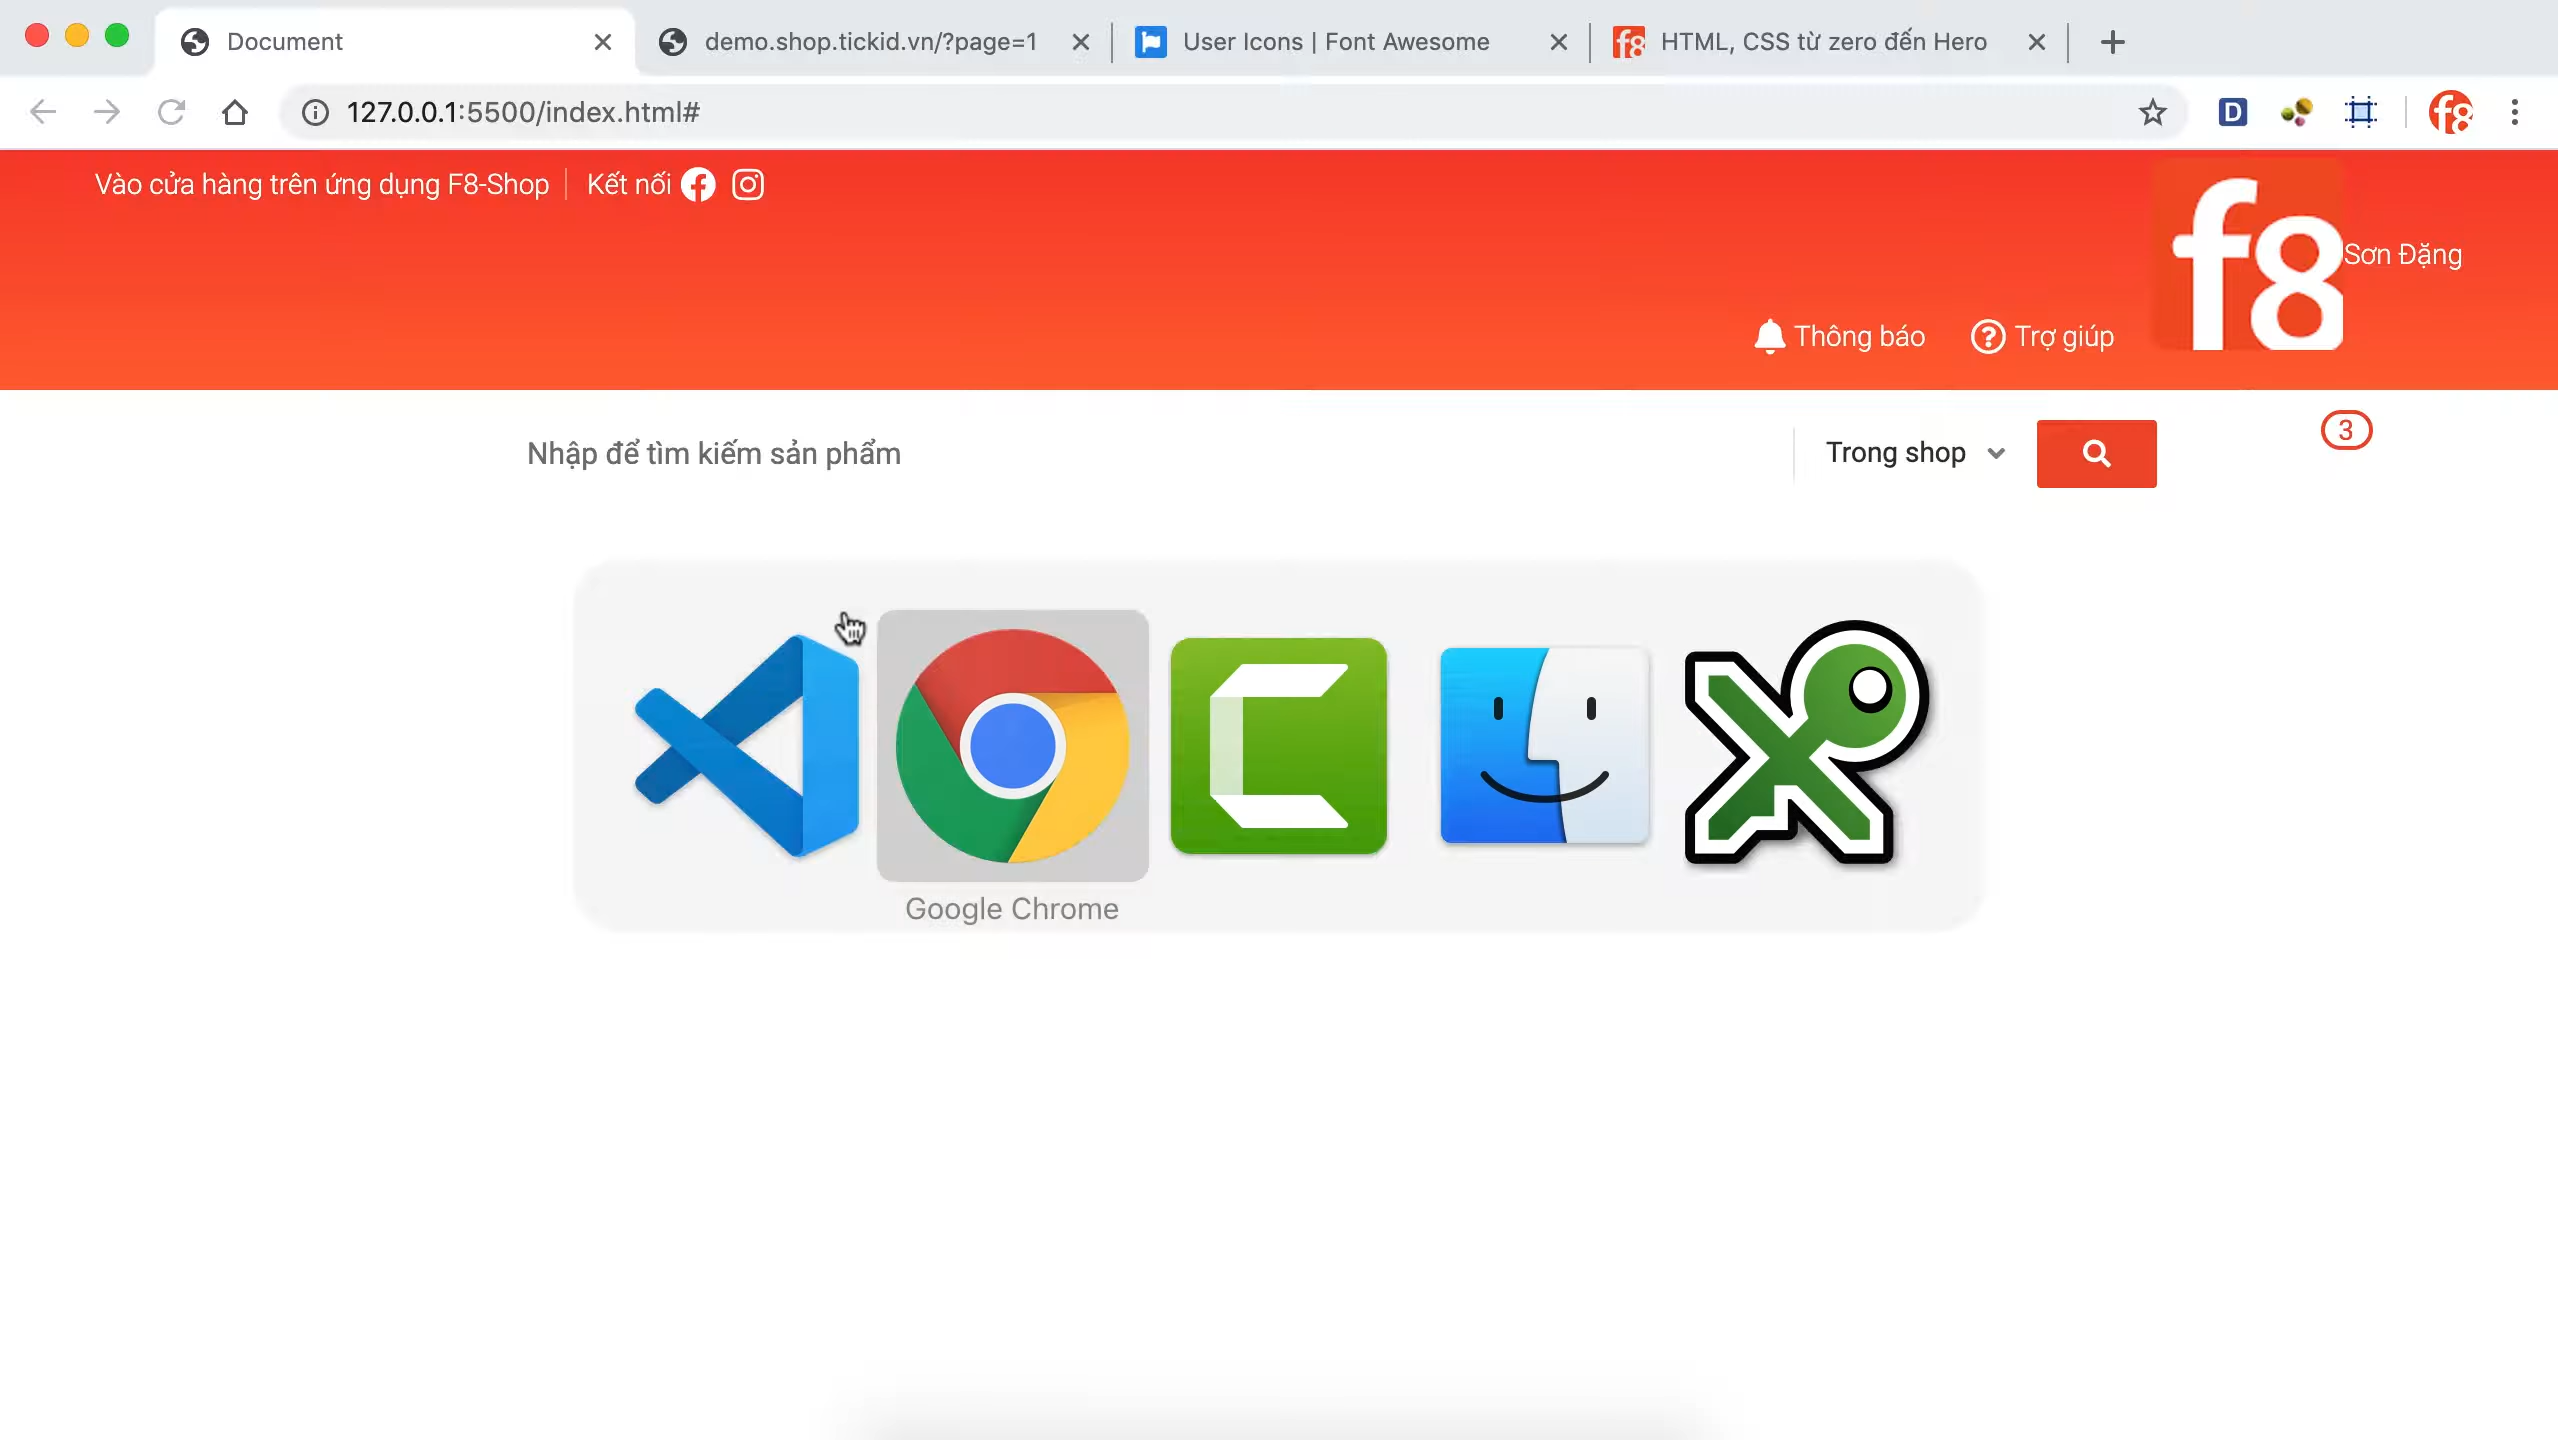 Document
demo.shop.tickid.vn/?page=1
User Icons | Font Awesome
f8 HTML, CSS từ zero đến Hero
127.0.0.1:5500/index.html#
D
f8
Vào cửa hàng trên ứng dụng F8-Shop
Kết nối
f8
Sơn Đặng
Thông báo
Trợ giúp
Nhập để tìm kiếm sản phẩm
Trong shop
3
Google Chrome